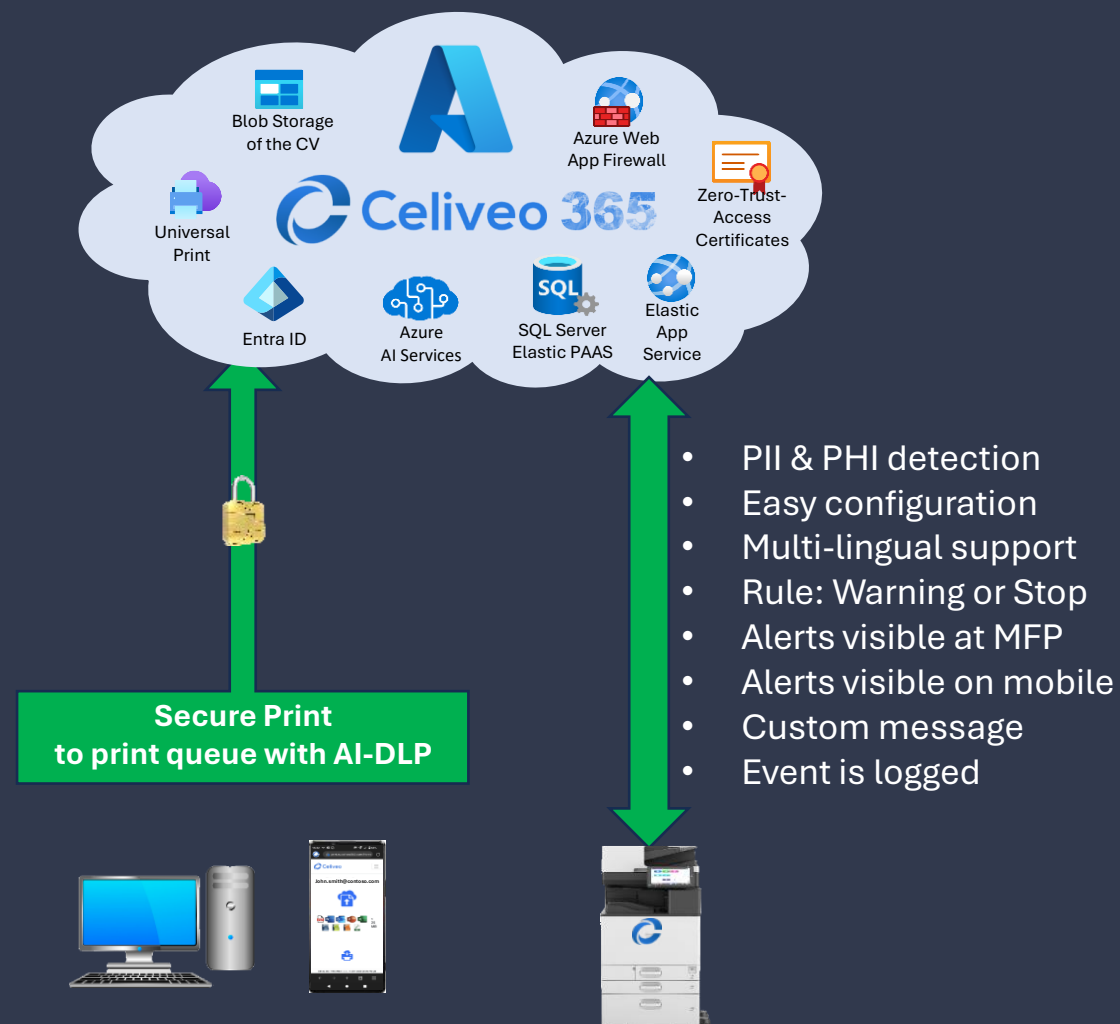 Blob Storage
of the CV
Azure Web
App Firewall
Zero-Trust-
Access
Certificates
Celiveo 365
Universal
Print
SQL
Entra ID
Azure
AI Services
SQL Server
Elastic PAAS
Elastic
App
Service
• PII & PHI detection
• Easy configuration
• Multi-lingual support
• Rule: Warning or Stop
• Alerts visible at MFP
• Alerts visible on mobile
• Custom message
• Event is logged
Secure Print
to print queue with AI-DLP
Celiveo
John.smith@contoso.com